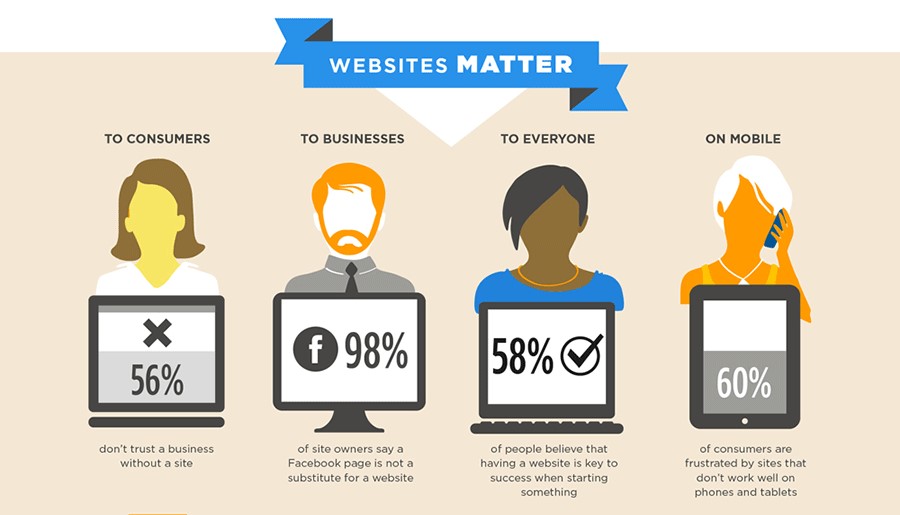 WEBSITES MATTER
TO CONSUMERS
56%
don't trust a business
without a site
TO BUSINESSES
f 98%
of site owners say a
Facebook page is not a
substitute for a website
TO EVERYONE
58%
of people believe that
having a website is key to
success when starting
something
ON MOBILE
60%
of consumers are
frustrated by sites that
don't work well on
phones and tablets